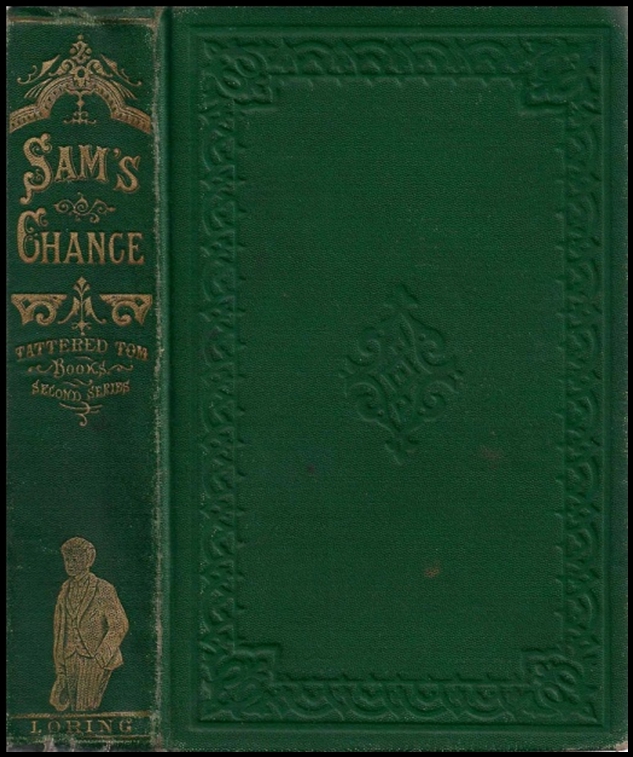 SAM'S
CHANCE
TATTERED TOM
BOOKS
SECOND SERIES
LORING